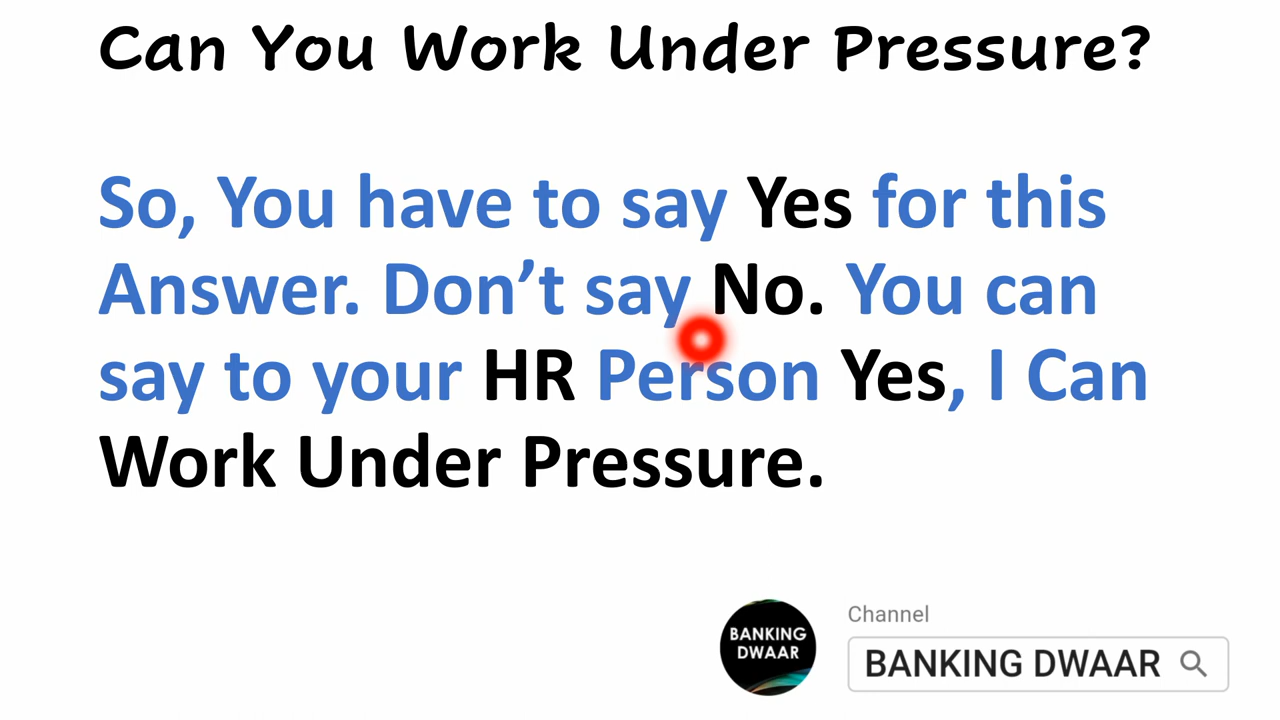 Can You Work Under Pressure?
So, You have to say Yes for this
Answer. Don’t say No. You can
say to your HR Person Yes, I Can
Work Under Pressure.
BANKING
DWAAR
Channel
BANKING DWAAR